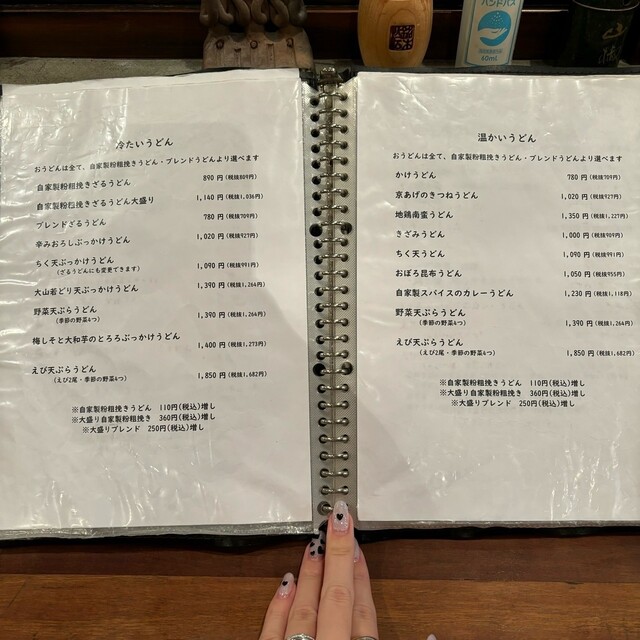 冷たいうどん
おうどんは全て、自家製粉粗挽きうどん・ブレンドうどんより選べます
自家製粉粗挽きざるうどん 890 円(税抜809円)
自家製粉粗挽きざるうどん大盛り 1,140 円(税抜1,036円)
ブレンドざるうどん 780 円(税抜709円)
辛みおろしぶっかけうどん 1,020 円(税抜927円)
ちく天ぶっかけうどん 1,090 円(税抜991円)
(ざるうどんにも変更できます)
大山若どり天ぶっかけうどん 1,390 円(税抜1,264円)
野菜天ぷらうどん 1,390 円(税抜1,264円)
(季節の野菜4つ)
梅しそと大和芋のとろろぶっかけうどん 1,400 円(税抜1,273円)
えび天ぷらうどん 1,850 円(税抜1,682円)
(えび2尾・季節の野菜4つ)
※自家製粉粗挽きうどん 110円(税込)増し
※大盛り自家製粉粗挽き 360円(税込)増し
※大盛りブレンド 250円(税込)増し
温かいうどん
おうどんは全て、自家製粉粗挽きうどん・ブレンドうどんより選べます
かけうどん 780 円(税抜709円)
京あげのきつねうどん 1,020 円(税抜927円)
地鶏南蛮うどん 1,350 円(税抜1,227円)
きざみうどん 1,000 円(税抜909円)
ちく天うどん 1,090 円(税抜991円)
おぼろ昆布うどん 1,050 円(税抜955円)
自家製スパイスのカレーうどん 1,230 円(税抜1,118円)
野菜天ぷらうどん 1,390 円(税抜1,264円)
(季節の野菜4つ)
えび天ぷらうどん 1,850 円(税抜1,682円)
(えび2尾・季節の野菜4つ)
※自家製粉粗挽きうどん 110円(税込)増し
※大盛り自家製粉粗挽き 360円(税込)増し
※大盛りブレンド 250円(税込)増し
ハンドパス
40ml